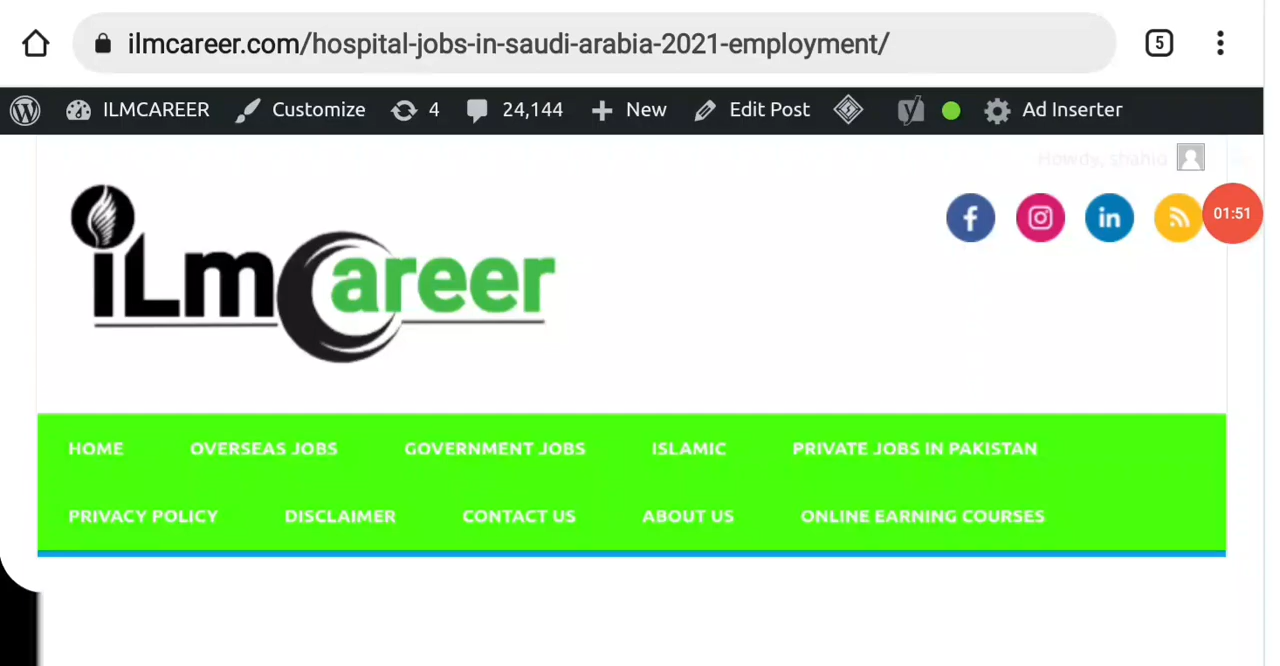 ilmcareer.com/hospital-jobs-in-saudi-arabia-2021-employment/
5
ILMCAREER Customize 4 24,144 New Edit Post Ad Inserter
Howdy, shahid
01:51
iLmCareer
HOME OVERSEAS JOBS GOVERNMENT JOBS ISLAMIC PRIVATE JOBS IN PAKISTAN
PRIVACY POLICY DISCLAIMER CONTACT US ABOUT US ONLINE EARNING COURSES